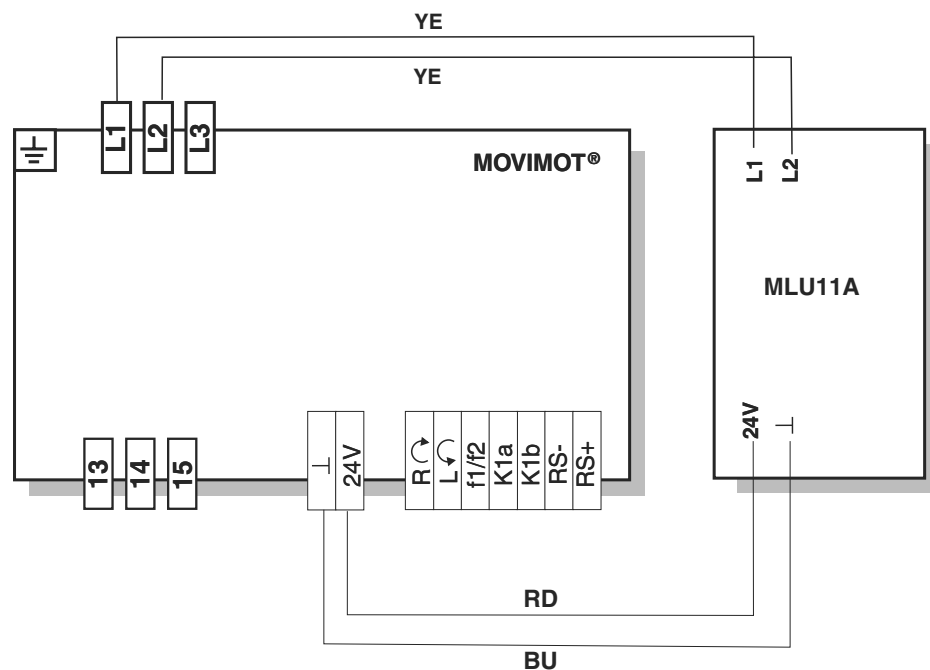 YE
YE
L1
L2
L3
MOVIMOT®
L1
L2
MLU11A
24V
⊥
13
14
15
⊥
24V
R
L
f1/f2
K1a
K1b
RS-
RS+
RD
BU